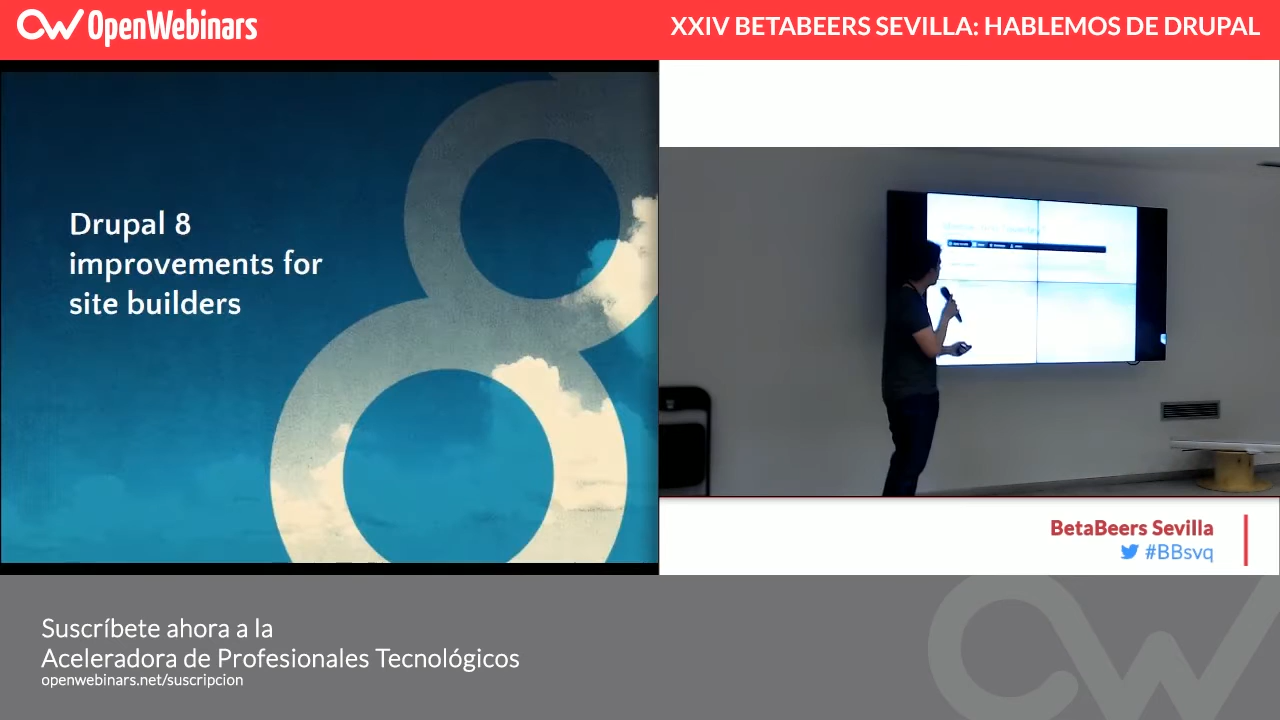 OpenWebinars
XXIV BETABEERS SEVILLA: HABLEMOS DE DRUPAL
Drupal 8
improvements for
site builders
BetaBeers Sevilla
#BBsvq
Suscríbete ahora a la
Aceleradora de Profesionales Tecnológicos
openwebinars.net/suscripcion